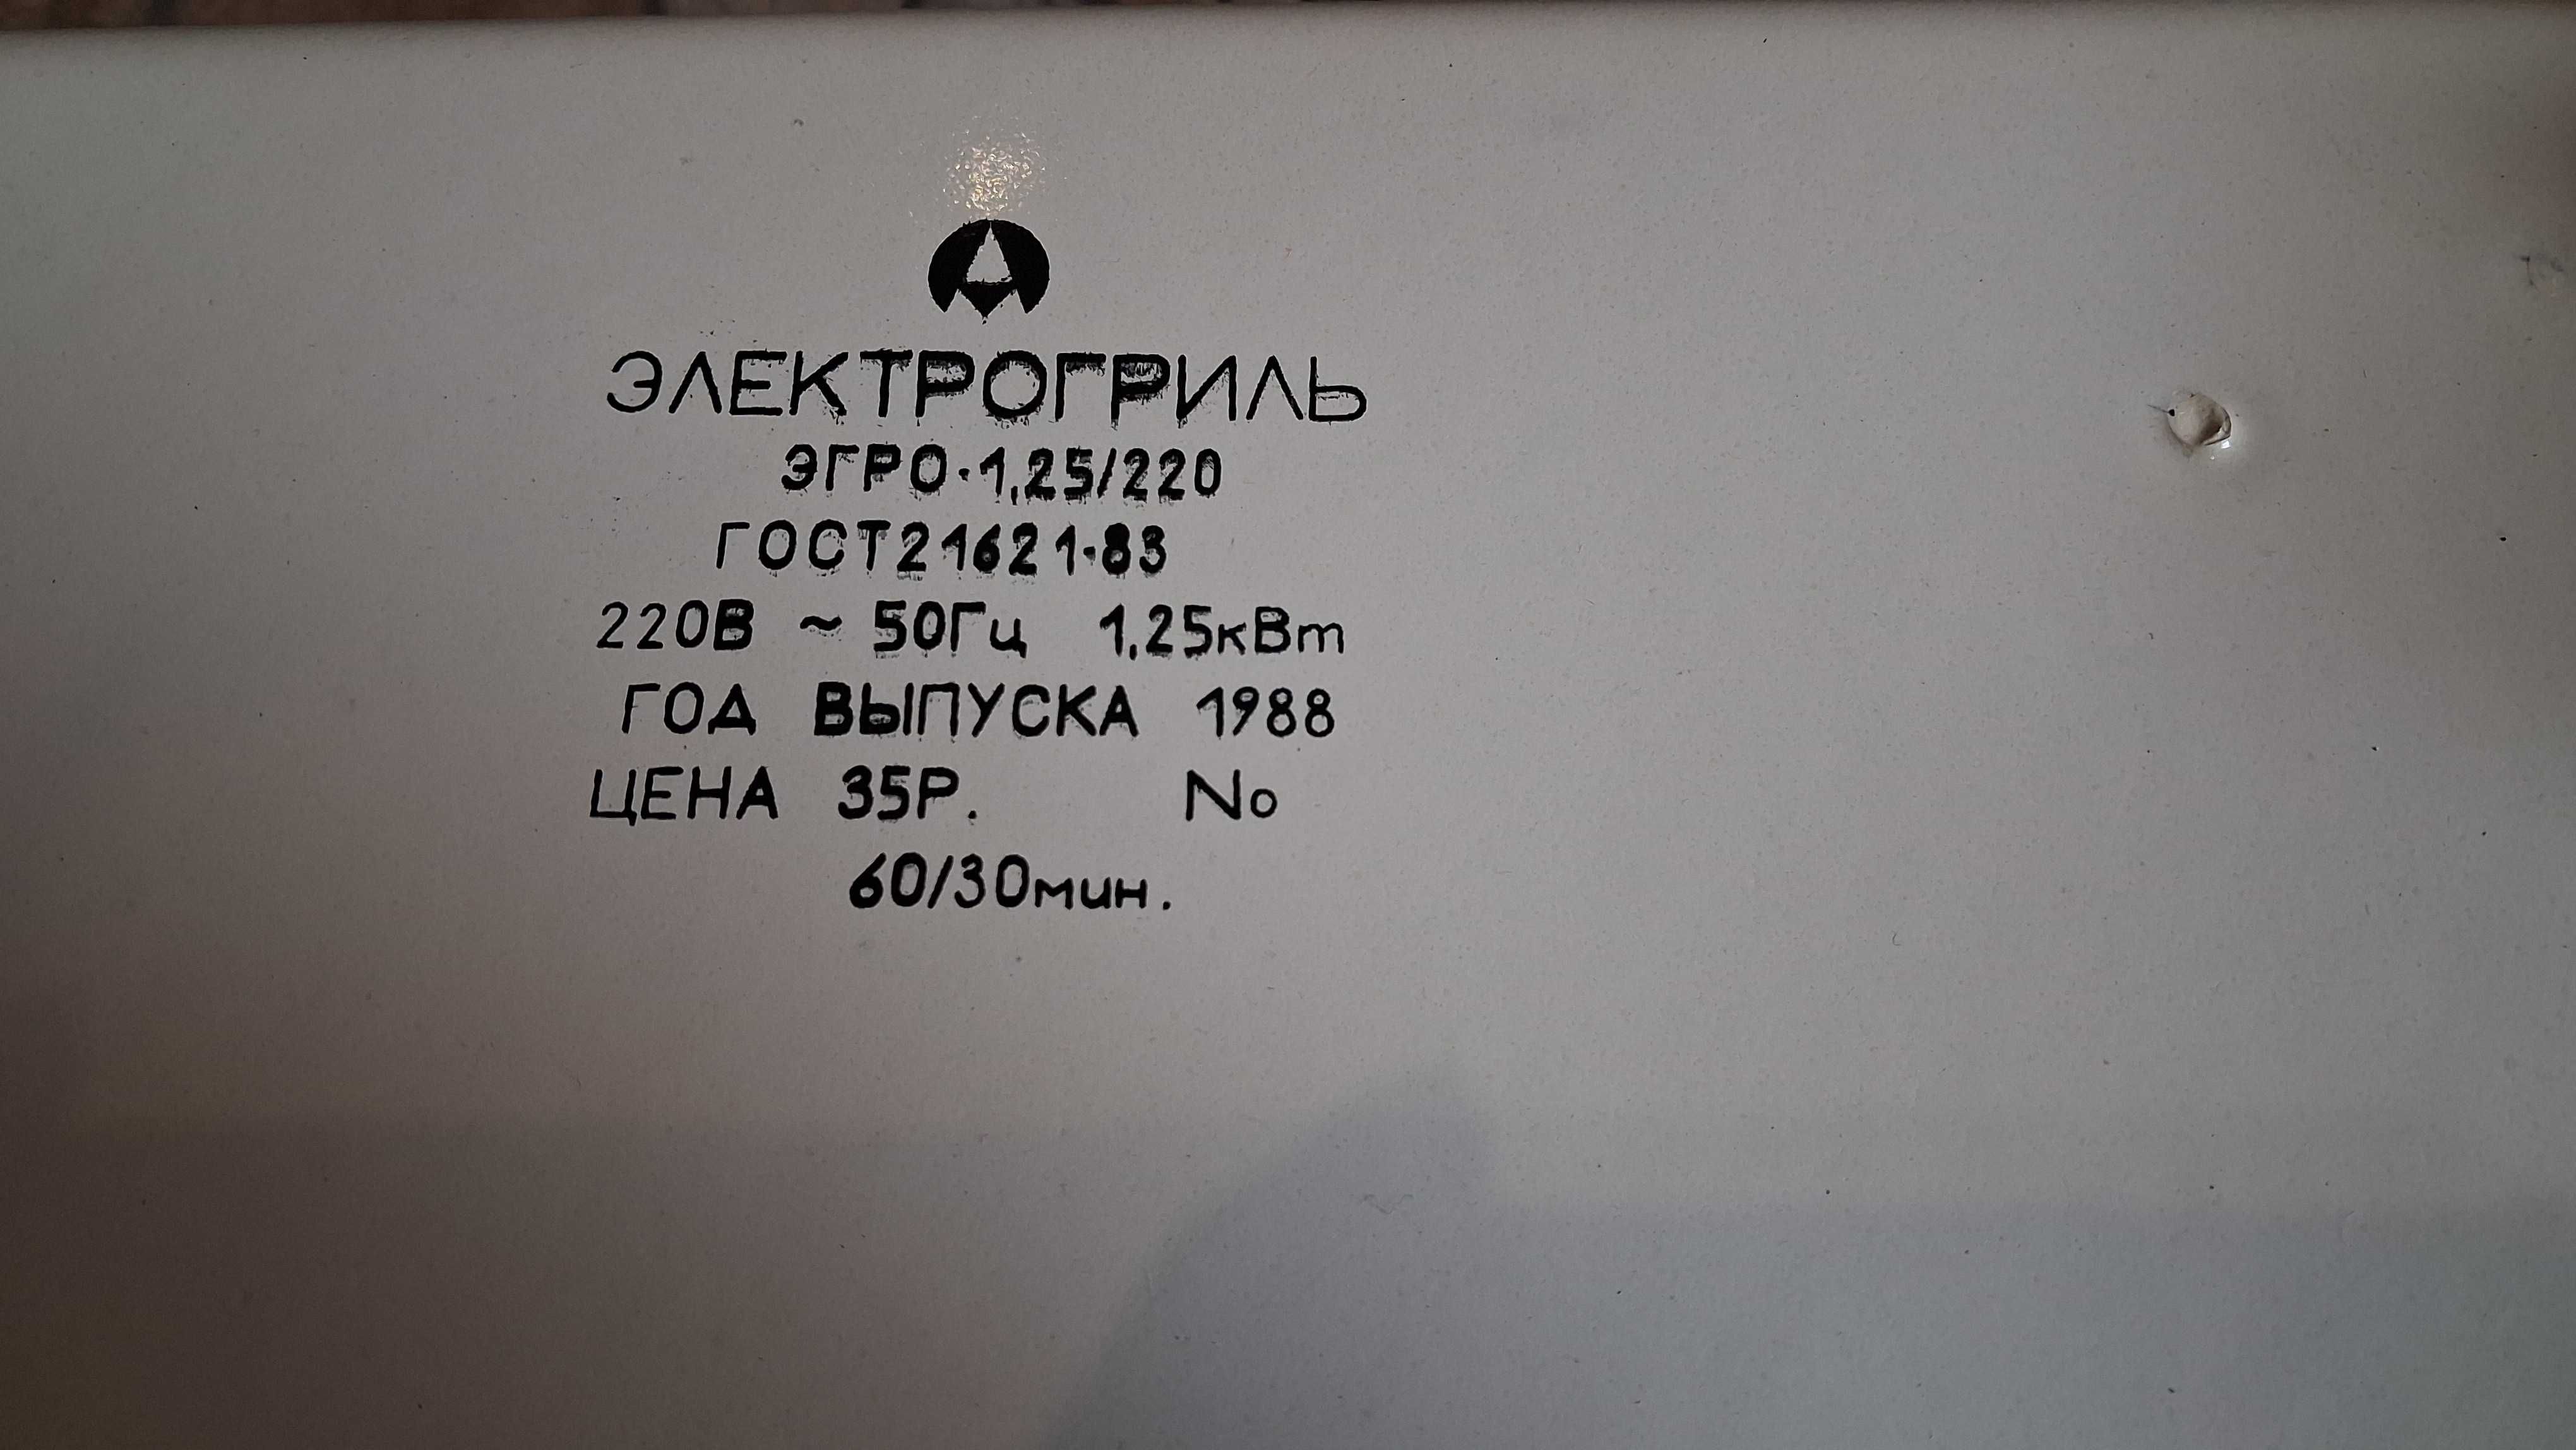 ЭЛЕКТРОГРИЛЬ
ЭГРО-1,25/220
ГОСТ21621-83
220В ~ 50Гц 1,25кВт
ГОД ВЫПУСКА 1988
ЦЕНА 35Р. No
60/30мин.